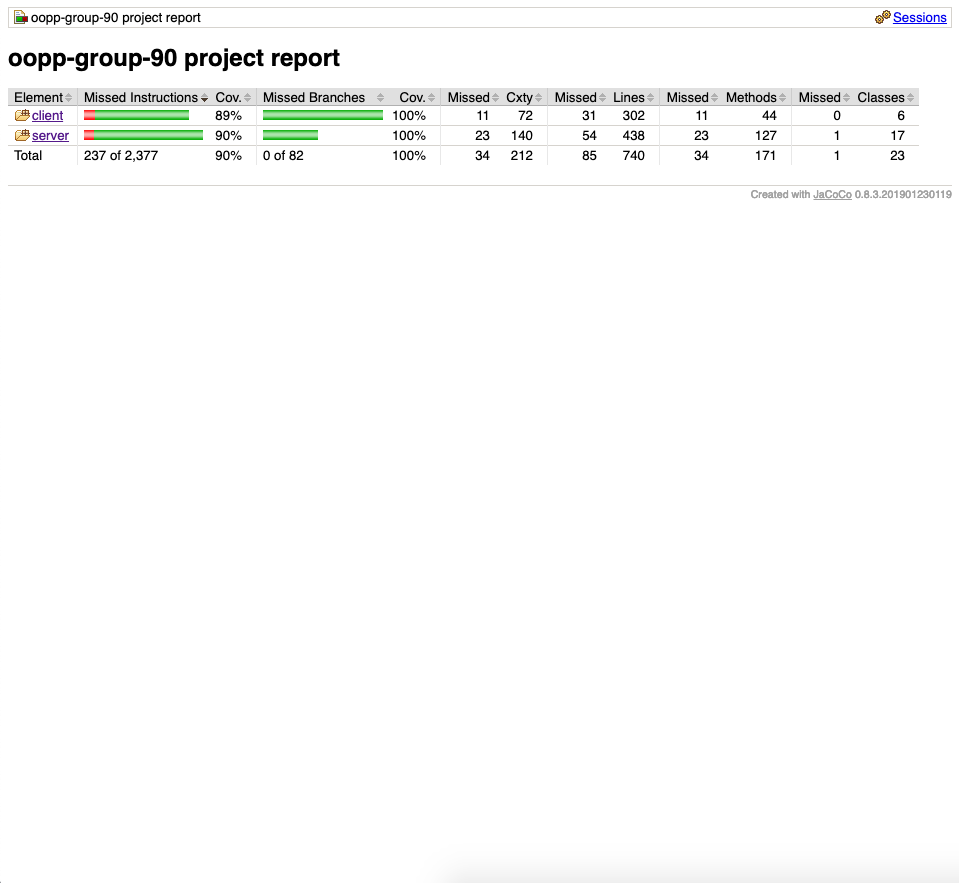 oopp-group-90 project report Sessions
oopp-group-90 project report
Element Missed Instructions Cov. Missed Branches Cov. Missed Cxty Missed Lines Missed Methods Missed Classes
client 89% 100% 11 72 31 302 11 44 0 6
server 90% 100% 23 140 54 438 23 127 1 17
Total 237 of 2,377 90% 0 of 82 100% 34 212 85 740 34 171 1 23
Created with JaCoCo 0.8.3.201901230119